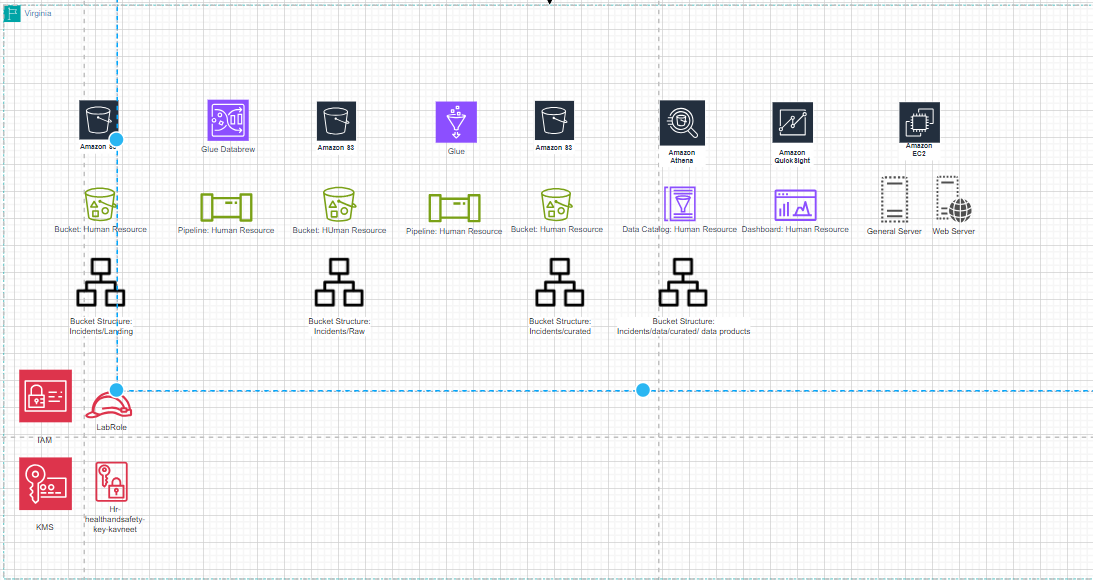 Virginia
Amazon S3
Glue Databrew
Amazon S3
Glue
Amazon S3
Amazon
Athena
Amazon
QuickSight
Amazon
EC2
Bucket: Human Resource
Pipeline: Human Resource
Bucket: HUman Resource
Pipeline: Human Resource
Bucket: Human Resource
Data Catalog: Human Resource
Dashboard: Human Resource
General Server
Web Server
Bucket Structure:
Incidents/Landing
Bucket Structure:
Incidents/Raw
Bucket Structure:
Incidents/curated
Bucket Structure:
Incidents/data/curated/ data products
IAM
LabRole
KMS
Hr-
healthandsafety-
key-kavneet